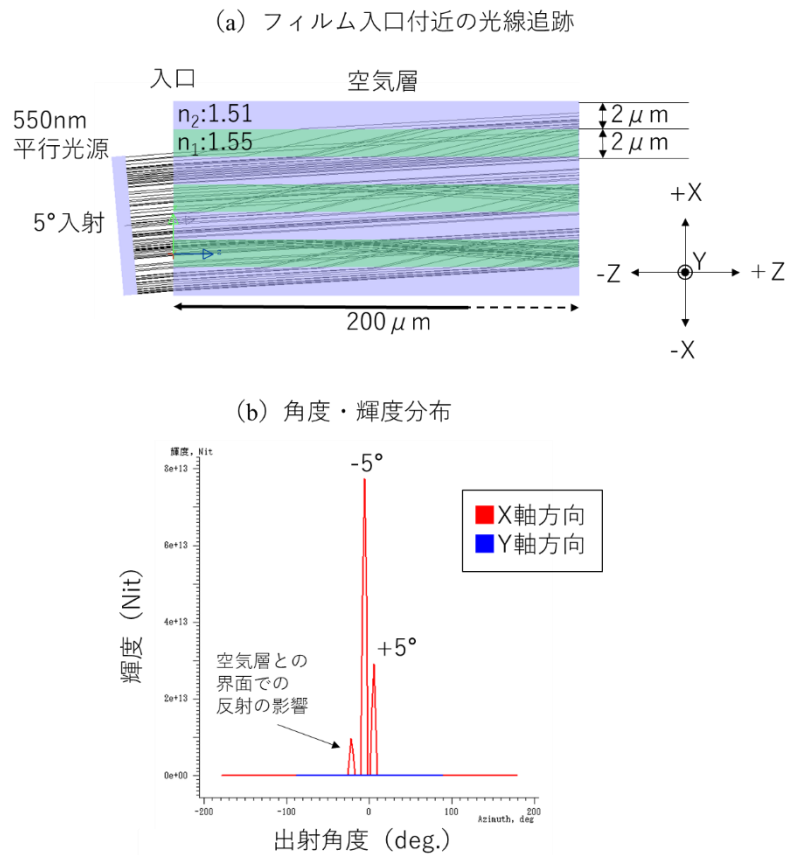 (a) フィルム入口付近の光線追跡
入口
空気層
550nm
平行光源
n₂:1.51
n₁:1.55
2μm
2μm
5°入射
200μm
+X
-Z
Y
+Z
-X
(b) 角度・輝度分布
輝度, Nit
8e+13
6e+13
4e+13
2e+13
0e+00
輝度 (Nit)
-5°
+5°
空気層との
界面での
反射の影響
X軸方向
Y軸方向
-200
-100
0
100
200
Azimuth, deg
出射角度 (deg.)